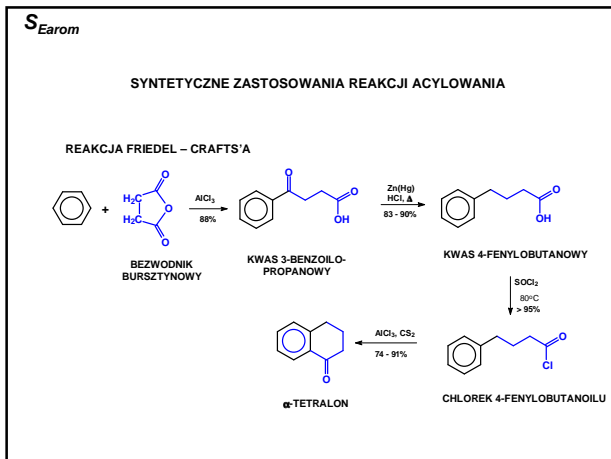 S Earom
SYNTETYCZNE ZASTOSOWANIA REAKCJI ACYLOWANIA
REAKCJA FRIEDEL – CRAFTS'A
O
H₂C
H₂C
O
O
+
AlCl₃
88%
O
O
OH
Zn(Hg)
HCl, Δ
83 - 90%
O
OH
BEZWODNIK
BURSZTYNOWY
KWAS 3-BENZOILO-
PROPANOWY
KWAS 4-FENYLOBUTANOWY
SOCl₂
80°C
> 95%
AlCl₃, CS₂
74 - 91%
O
α-TETRALON
O
Cl
CHLOREK 4-FENYLOBUTANOILU